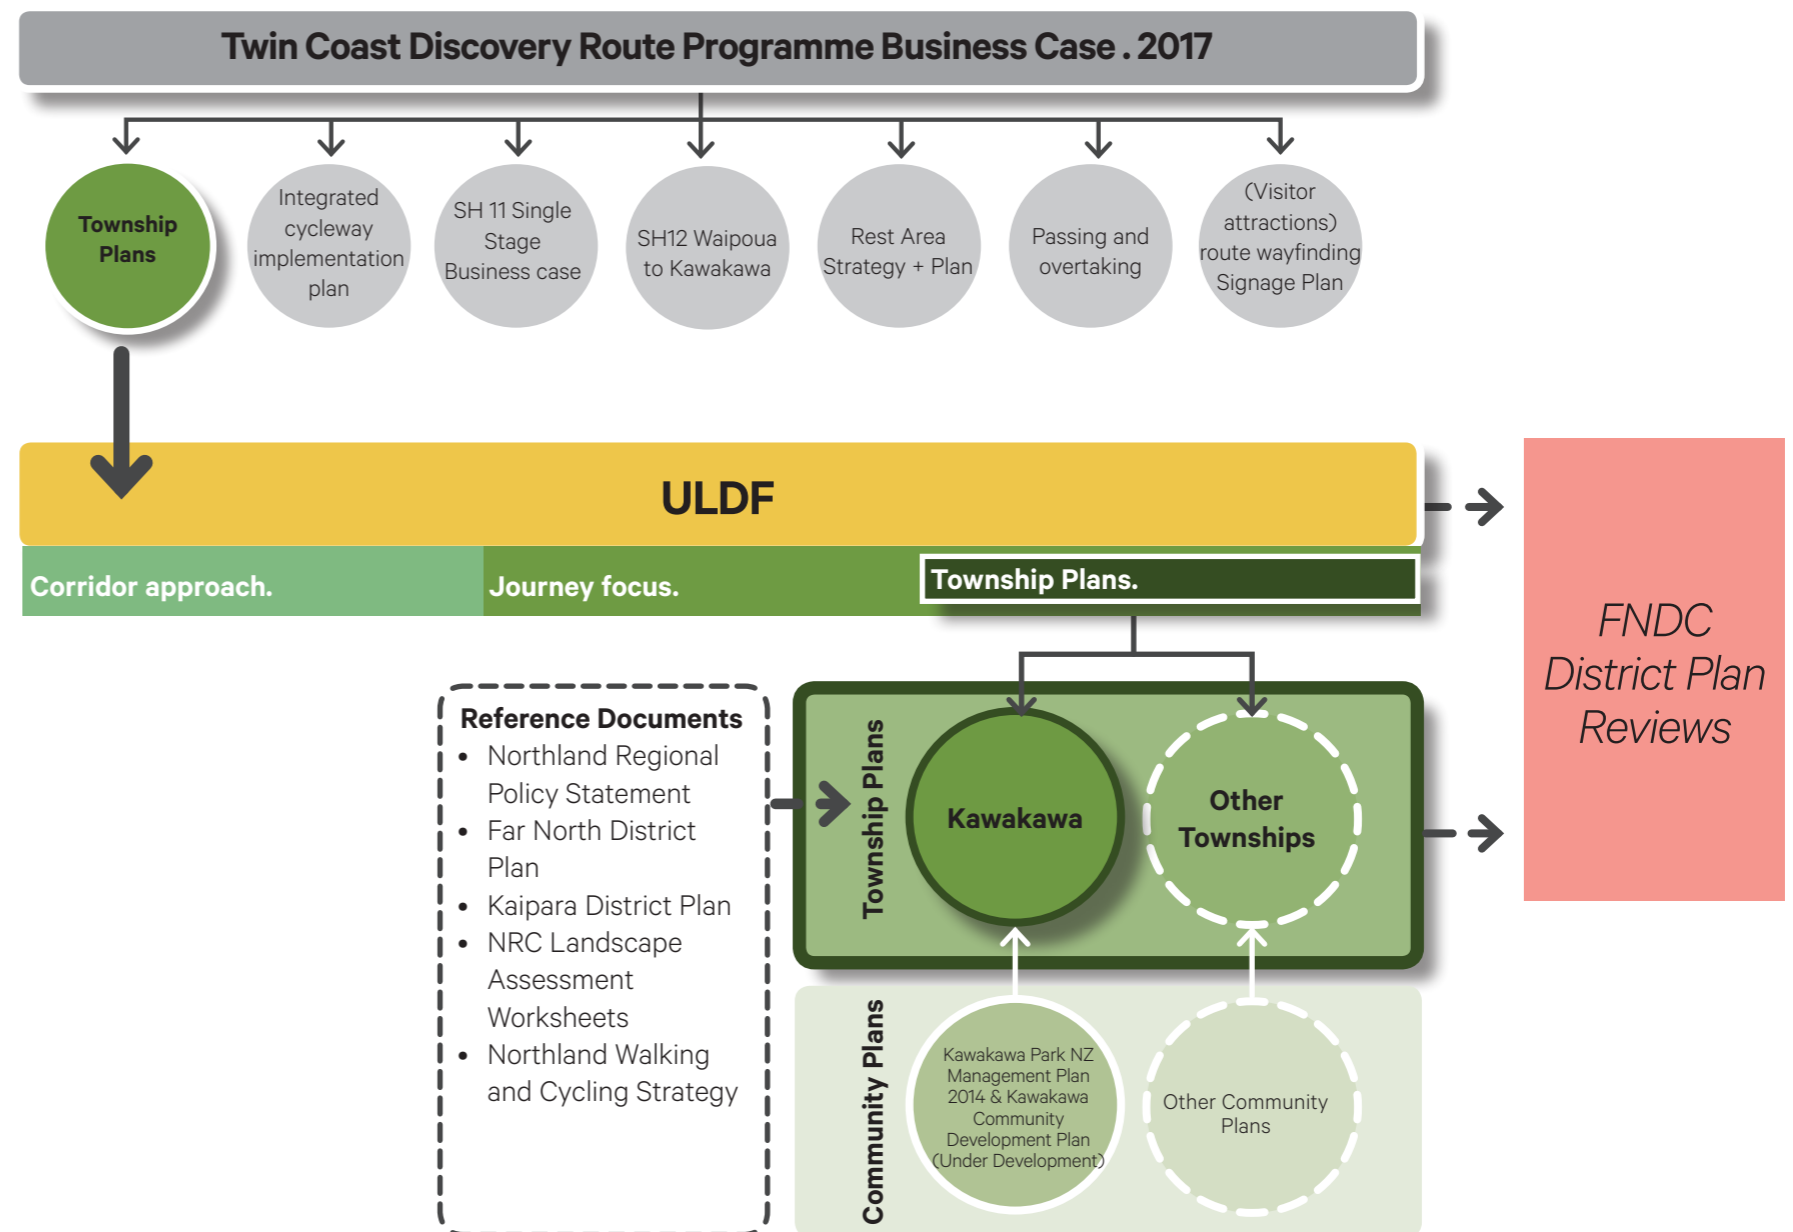 Twin Coast Discovery Route Programme Business Case . 2017
Township
Plans
Integrated
cycleway
implementation
plan
SH 11 Single
Stage
Business case
SH12 Waipoua
to Kawakawa
Rest Area
Strategy + Plan
Passing and
overtaking
(Visitor
attractions)
route wayfinding
Signage Plan
ULDF
Corridor approach.
Journey focus.
Township Plans.
FNDC
District Plan
Reviews
Reference Documents
• Northland Regional
Policy Statement
• Far North District
Plan
• Kaipara District Plan
• NRC Landscape
Assessment
Worksheets
• Northland Walking
and Cycling Strategy
Township Plans
Kawakawa
Other
Townships
Community Plans
Kawakawa Park NZ
Management Plan
2014 & Kawakawa
Community
Development Plan
(Under Development)
Other Community
Plans